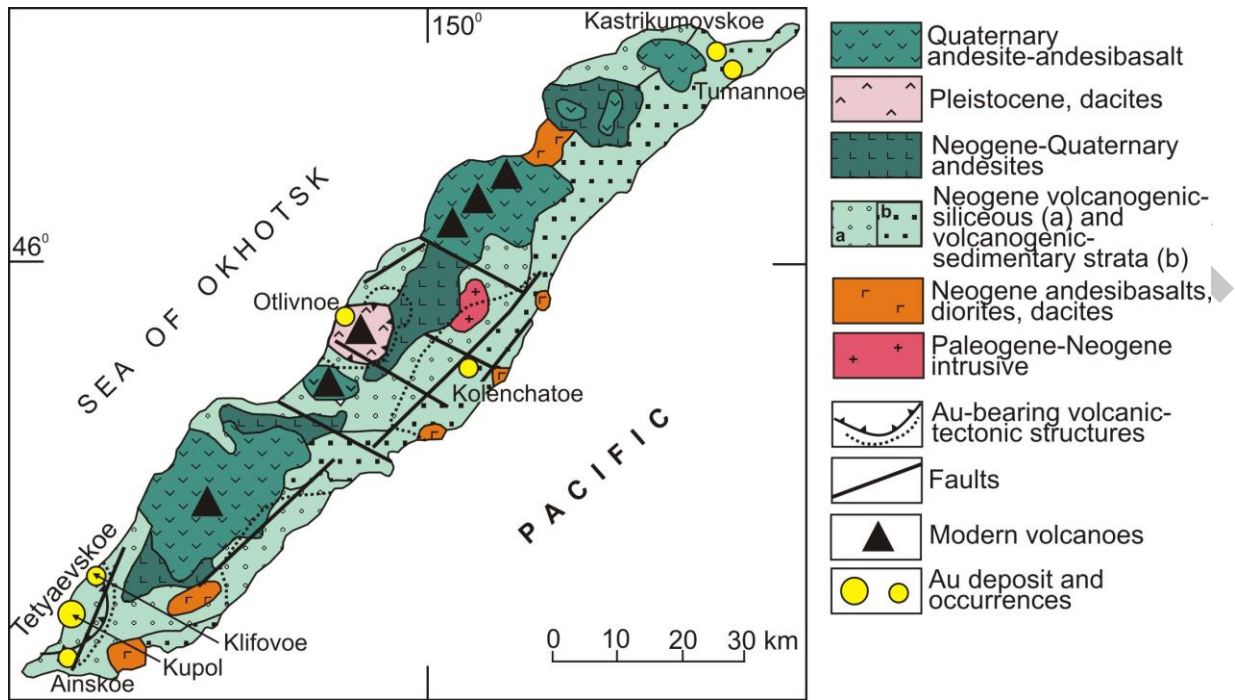 150⁰
Kastrikumovskoe
Tumannoe
SEA OF OKHOTSK
46⁰
Otlivnoe
Kolenchatoe
PACIFIC
Tetyaevskoe
Klifovoe
Kupol
Ainskoe
0 10 20 30 km
Quaternary
andesite-andesibasalt
Pleistocene, dacites
Neogene-Quaternary
andesites
a
b
Neogene volcanogenic-
siliceous (a) and
volcanogenic-
sedimentary strata (b)
Neogene andesibasalts,
diorites, dacites
Paleogene-Neogene
intrusive
Au-bearing volcanic-
tectonic structures
Faults
Modern volcanoes
Au deposit and
occurrences